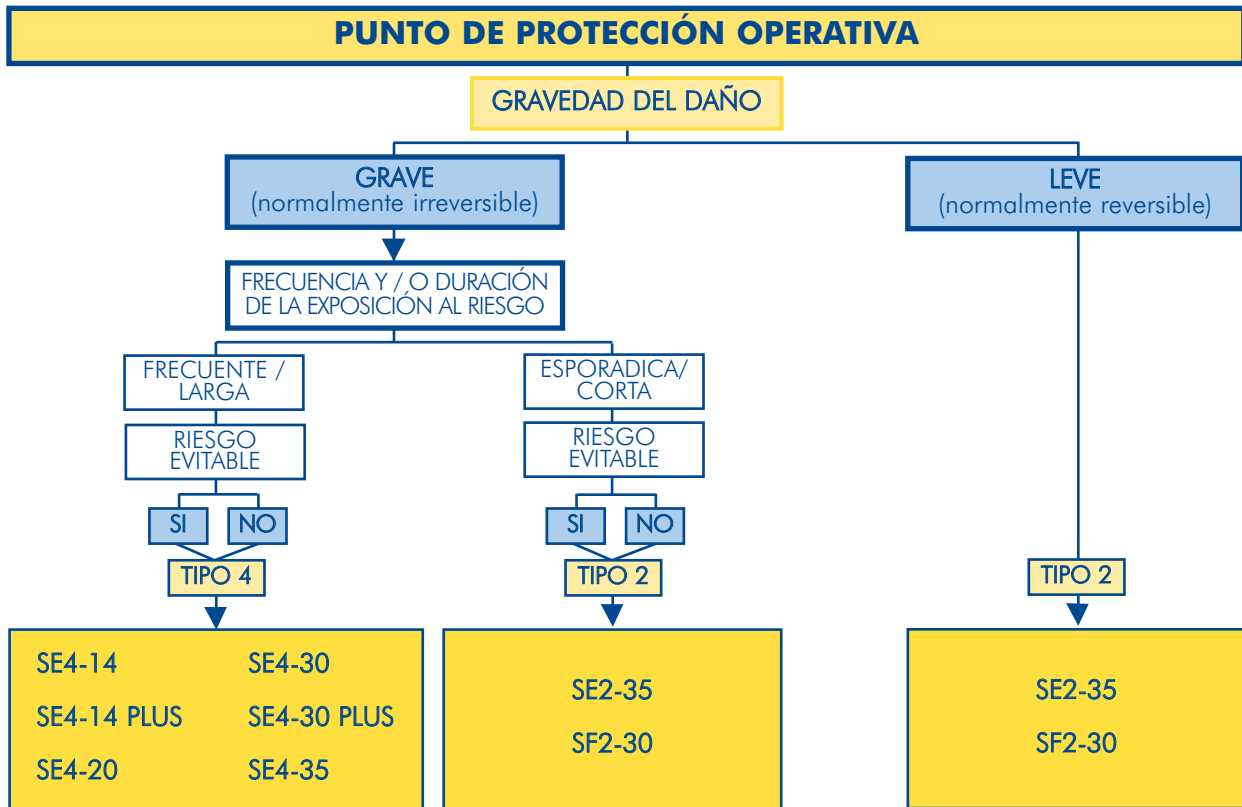 PUNTO DE PROTECCIÓN OPERATIVA
GRAVEDAD DEL DAÑO
GRAVE
(normalmente irreversible)
LEVE
(normalmente reversible)
FRECUENCIA Y / O DURACIÓN
DE LA EXPOSICIÓN AL RIESGO
FRECUENTE /
LARGA
ESPORADICA/
CORTA
RIESGO
EVITABLE
RIESGO
EVITABLE
SI
NO
SI
NO
TIPO 4
TIPO 2
TIPO 2
SE4-14
SE4-30
SE4-14 PLUS
SE4-30 PLUS
SE4-20
SE4-35
SE2-35
SF2-30
SE2-35
SF2-30